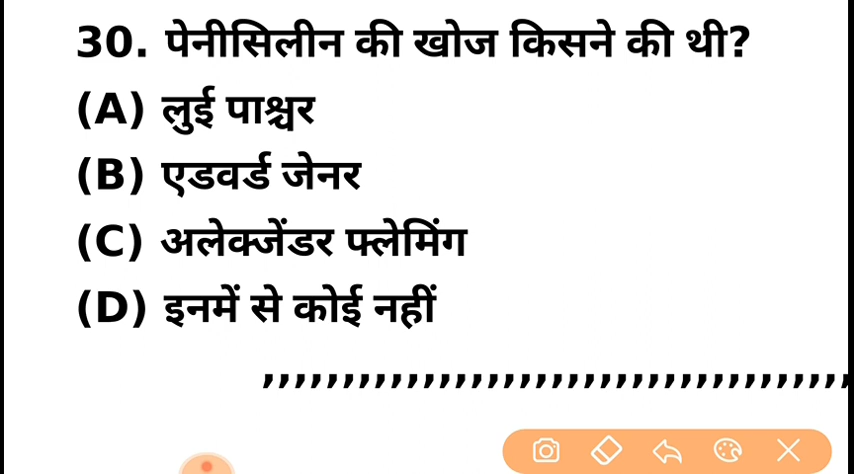 30. पेनीसिलीन की खोज किसने की थी?
(A) लुई पाश्चर
(B) एडवर्ड जेनर
(C) अलेक्जेंडर फ्लेमिंग
(D) इनमें से कोई नहीं
,,,,,,,,,,,,,,,,,,,,,,,,,,,,,,,,,,,,,